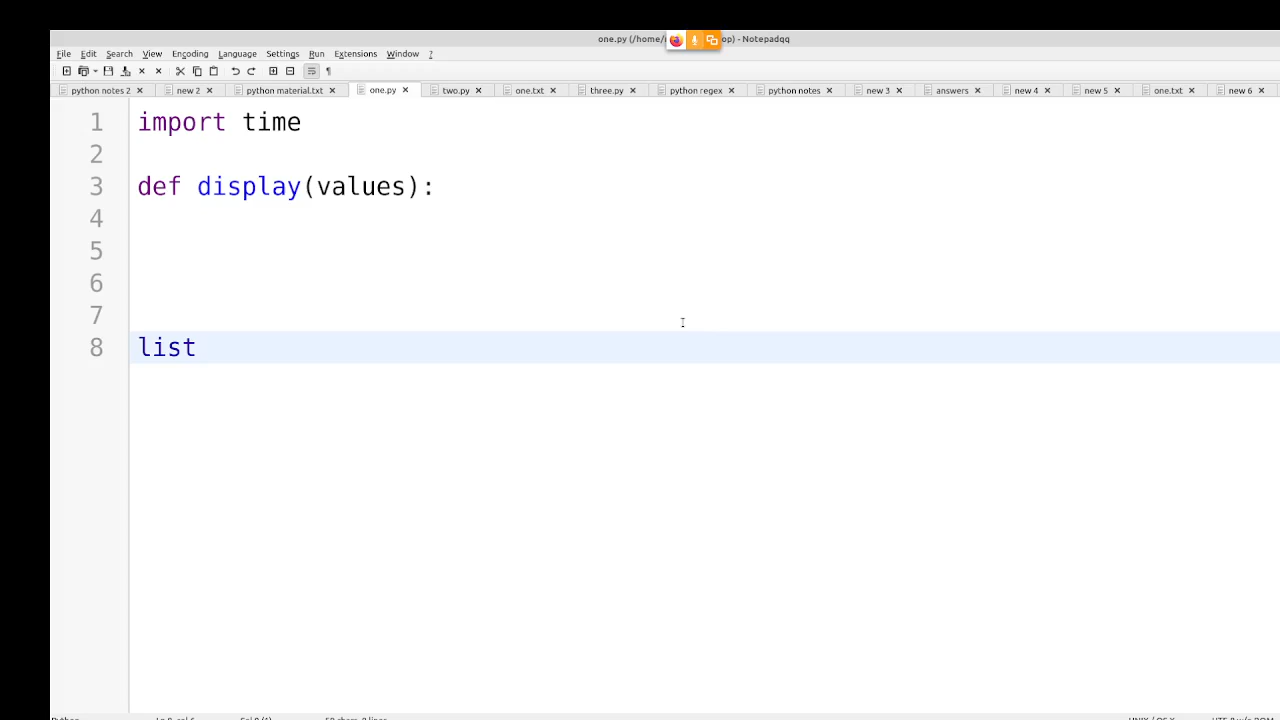 one.py (/home/ op) - Notepadqq
File Edit Search View Encoding Language Settings Run Extensions Window ?
python notes 2 new 2 python material.txt one.py two.py one.txt three.py python regex python notes new 3 answers new 4 new 5 one.txt new 6
1 import time
2
3 def display(values):
4
5
6
7
8 list